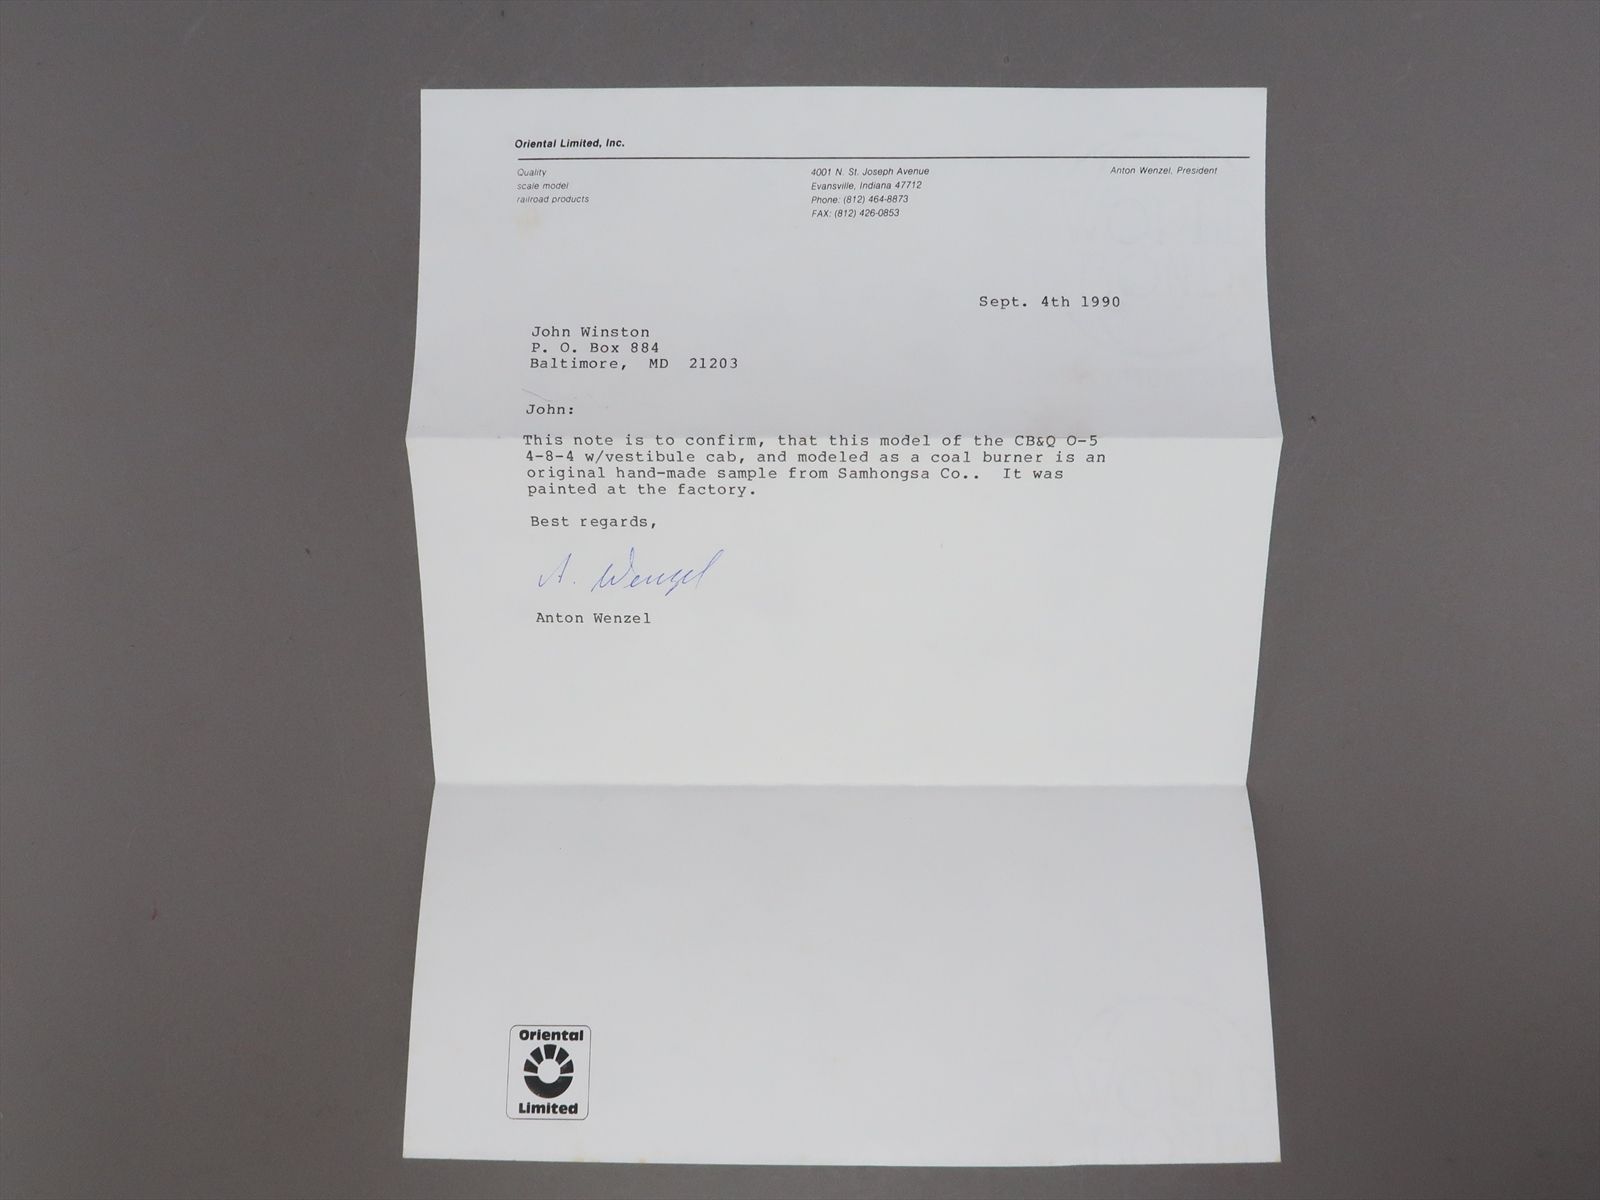 Oriental Limited, Inc.
Quality
scale model
railroad products
4001 N. St. Joseph Avenue
Evansville, Indiana 47712
Phone: (812) 464-8873
FAX: (812) 426-0853
Anton Wenzel, President
Sept. 4th 1990
John Winston
P. O. Box 884
Baltimore, MD 21203
John:
This note is to confirm, that this model of the CB&Q O-5
4-8-4 w/vestibule cab, and modeled as a coal burner is an
original hand-made sample from Samhongsa Co.. It was
painted at the factory.
Best regards,
A. Wenzel
Anton Wenzel
Oriental
Limited